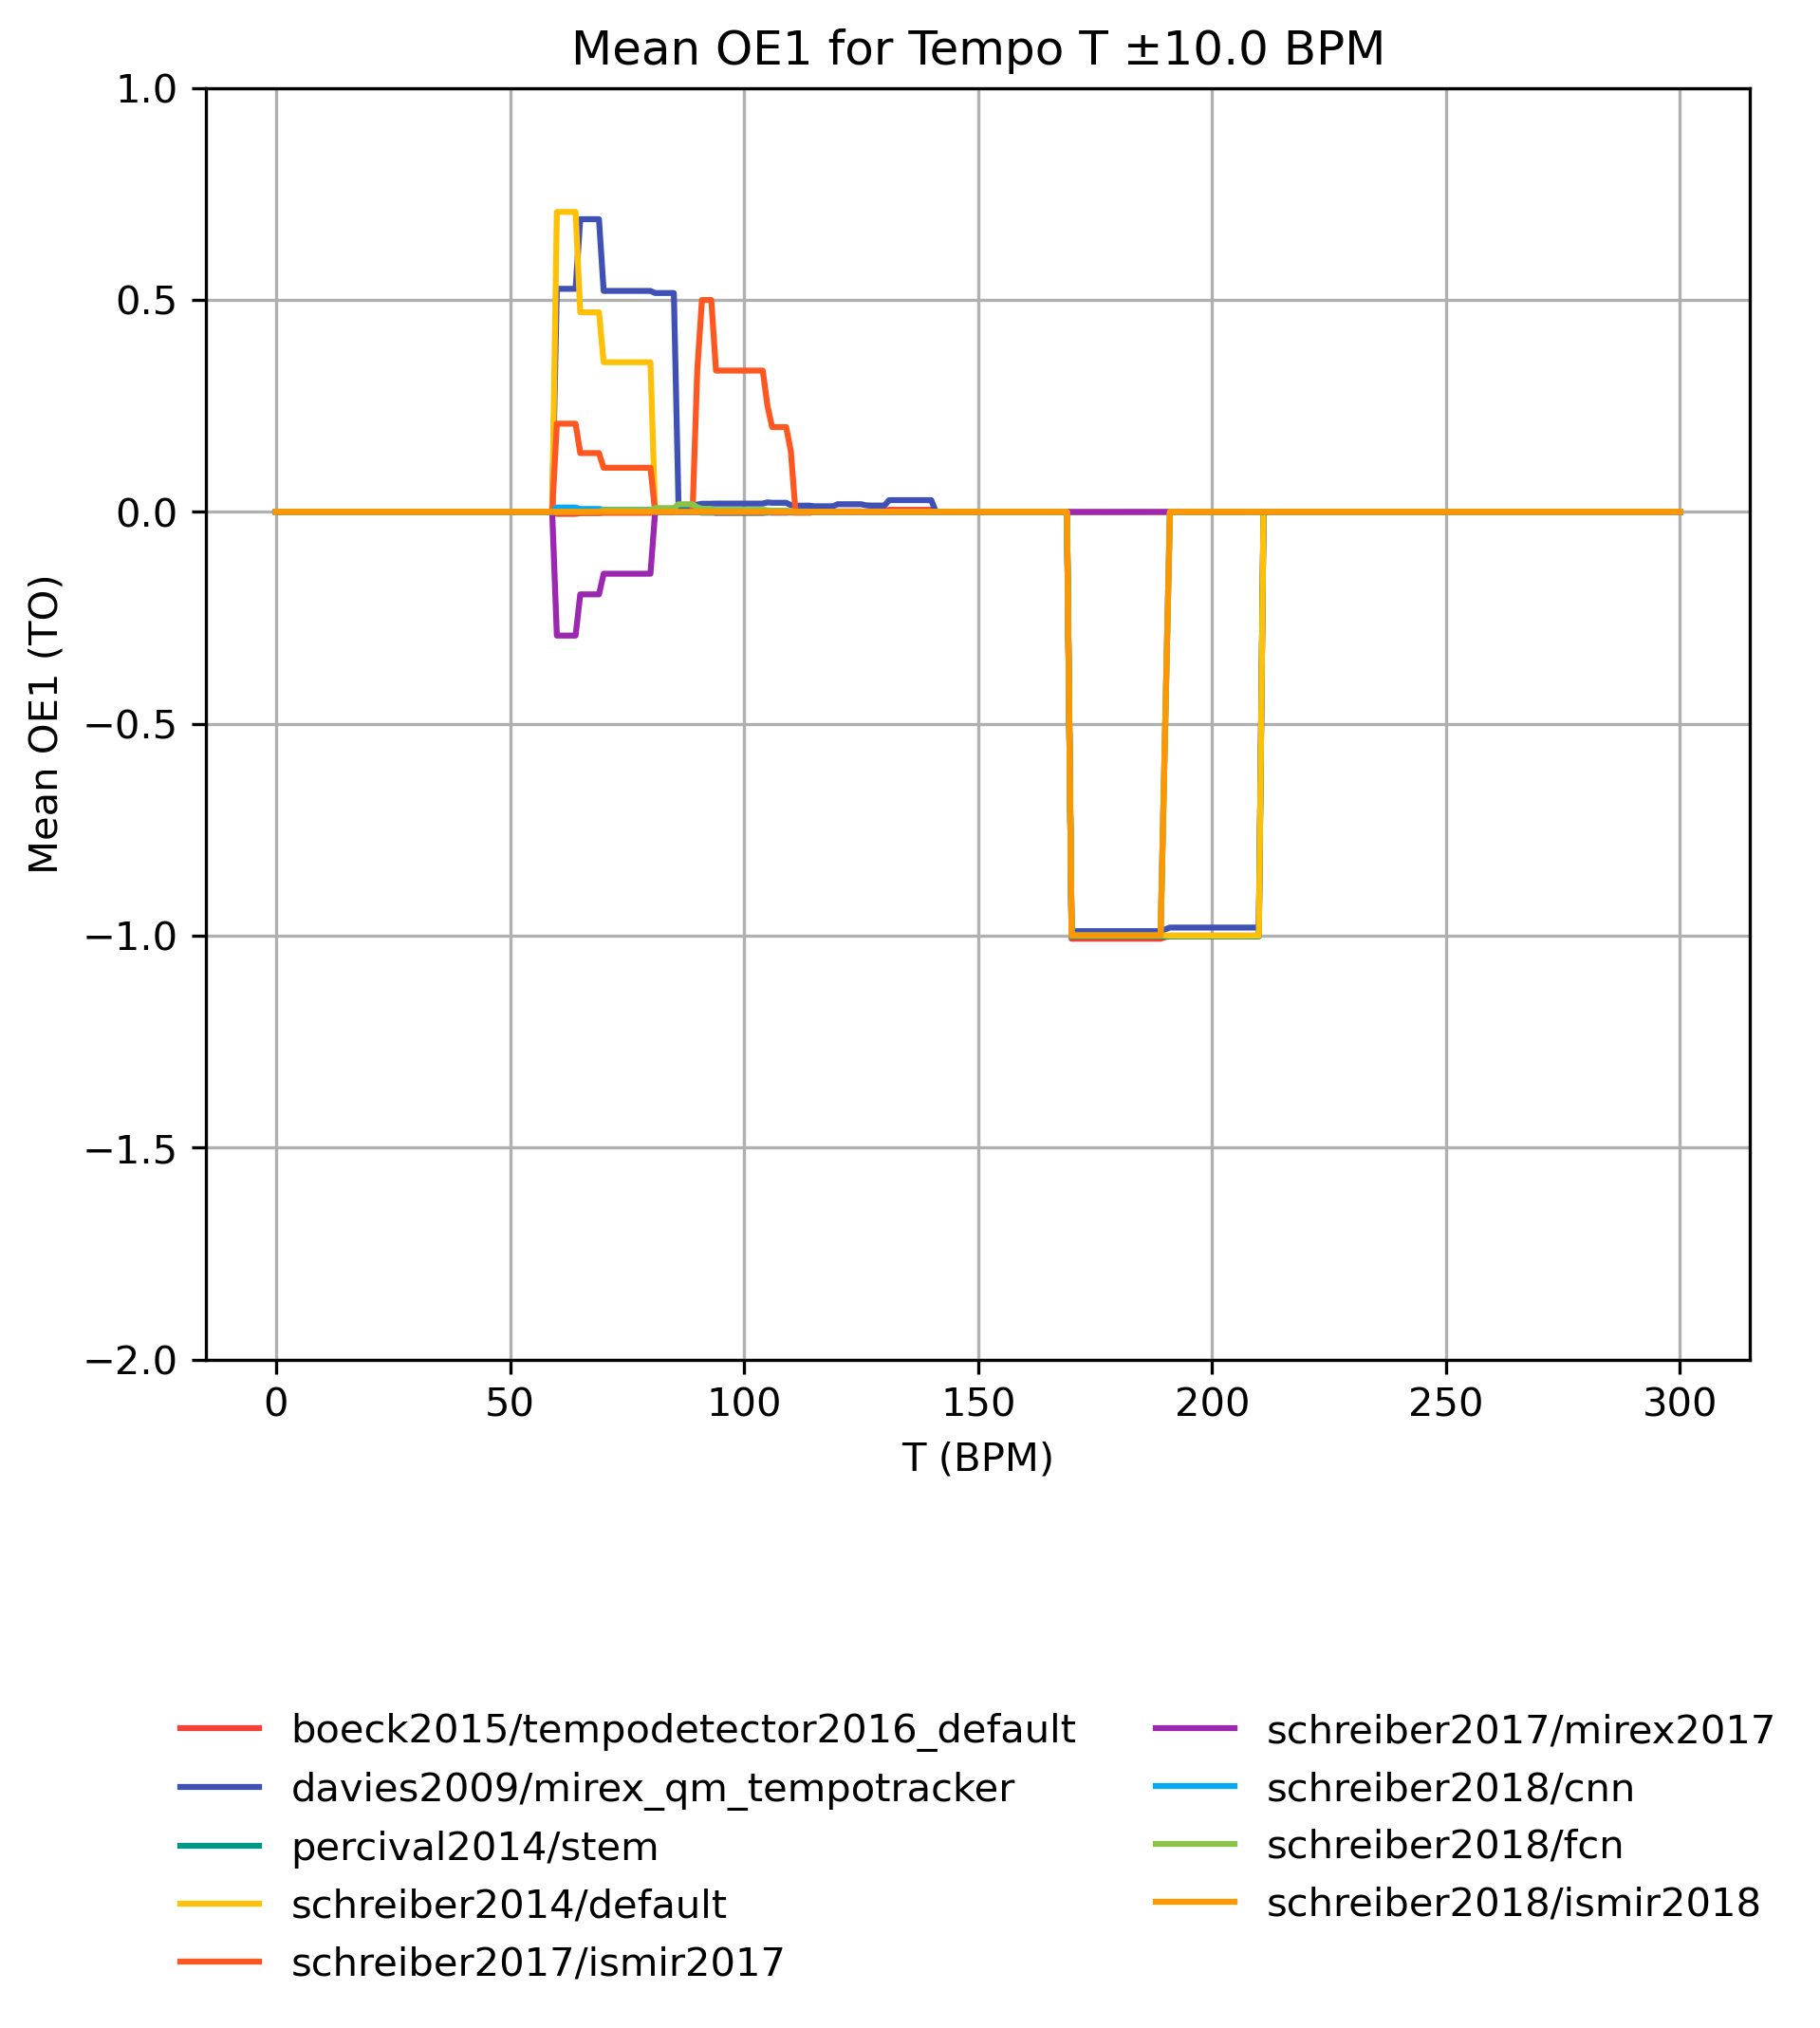 Mean OE1 for Tempo T ±10.0 BPM
1.0
0.5
0.0
−0.5
−1.0
−1.5
−2.0
Mean OE1 (TO)
0 50 100 150 200 250 300
T (BPM)
boeck2015/tempodetector2016_default
davies2009/mirex_qm_tempotracker
percival2014/stem
schreiber2014/default
schreiber2017/ismir2017
schreiber2017/mirex2017
schreiber2018/cnn
schreiber2018/fcn
schreiber2018/ismir2018